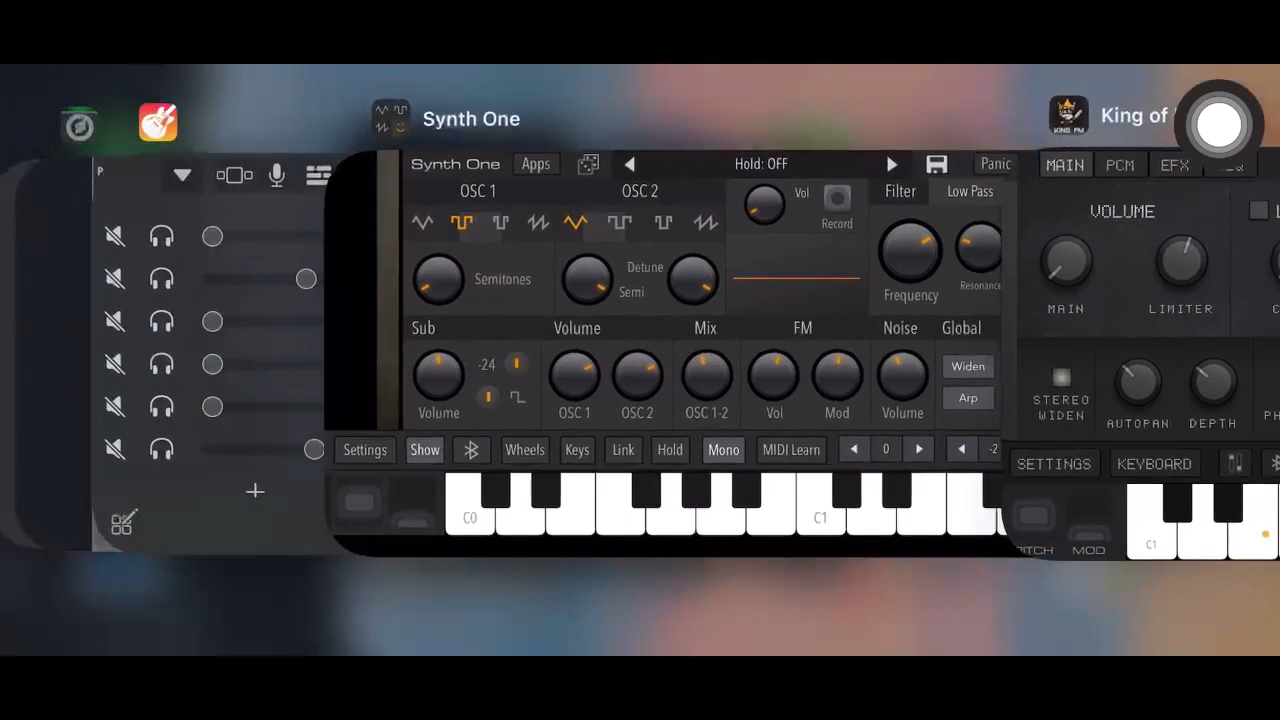 Synth One
King of
KING FM
P
Synth One Apps Hold: OFF Panic
MAIN PCM EFX
OSC 1 OSC 2 Vol Record Filter Low Pass
VOLUME
Semitones Detune Semi Frequency Resonance
MAIN LIMITER
Sub Volume Mix FM Noise Global
-24 Widen
Arp
Volume OSC 1 OSC 2 OSC 1-2 Vol Mod Volume
STEREO WIDEN AUTOPAN DEPTH
Settings Show Wheels Keys Link Hold Mono MIDI Learn 0 -2
SETTINGS KEYBOARD
C0 C1
MOD C1